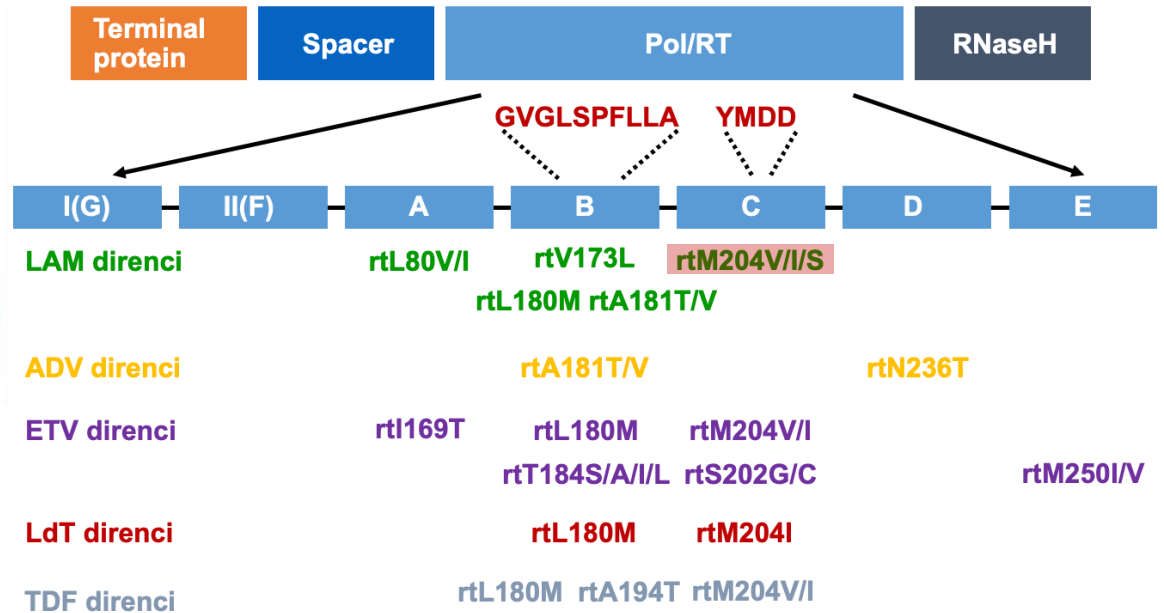 Terminal protein Spacer Pol/RT RNaseH
GVGLSPFLLA YMDD
I(G) II(F) A B C D E
LAM direnci rtL80V/I rtV173L rtM204V/I/S
rtL180M rtA181T/V
ADV direnci rtA181T/V rtN236T
ETV direnci rtI169T rtL180M rtM204V/I
rtT184S/A/I/L rtS202G/C rtM250I/V
LdT direnci rtL180M rtM204I
TDF direnci rtL180M rtA194T rtM204V/I